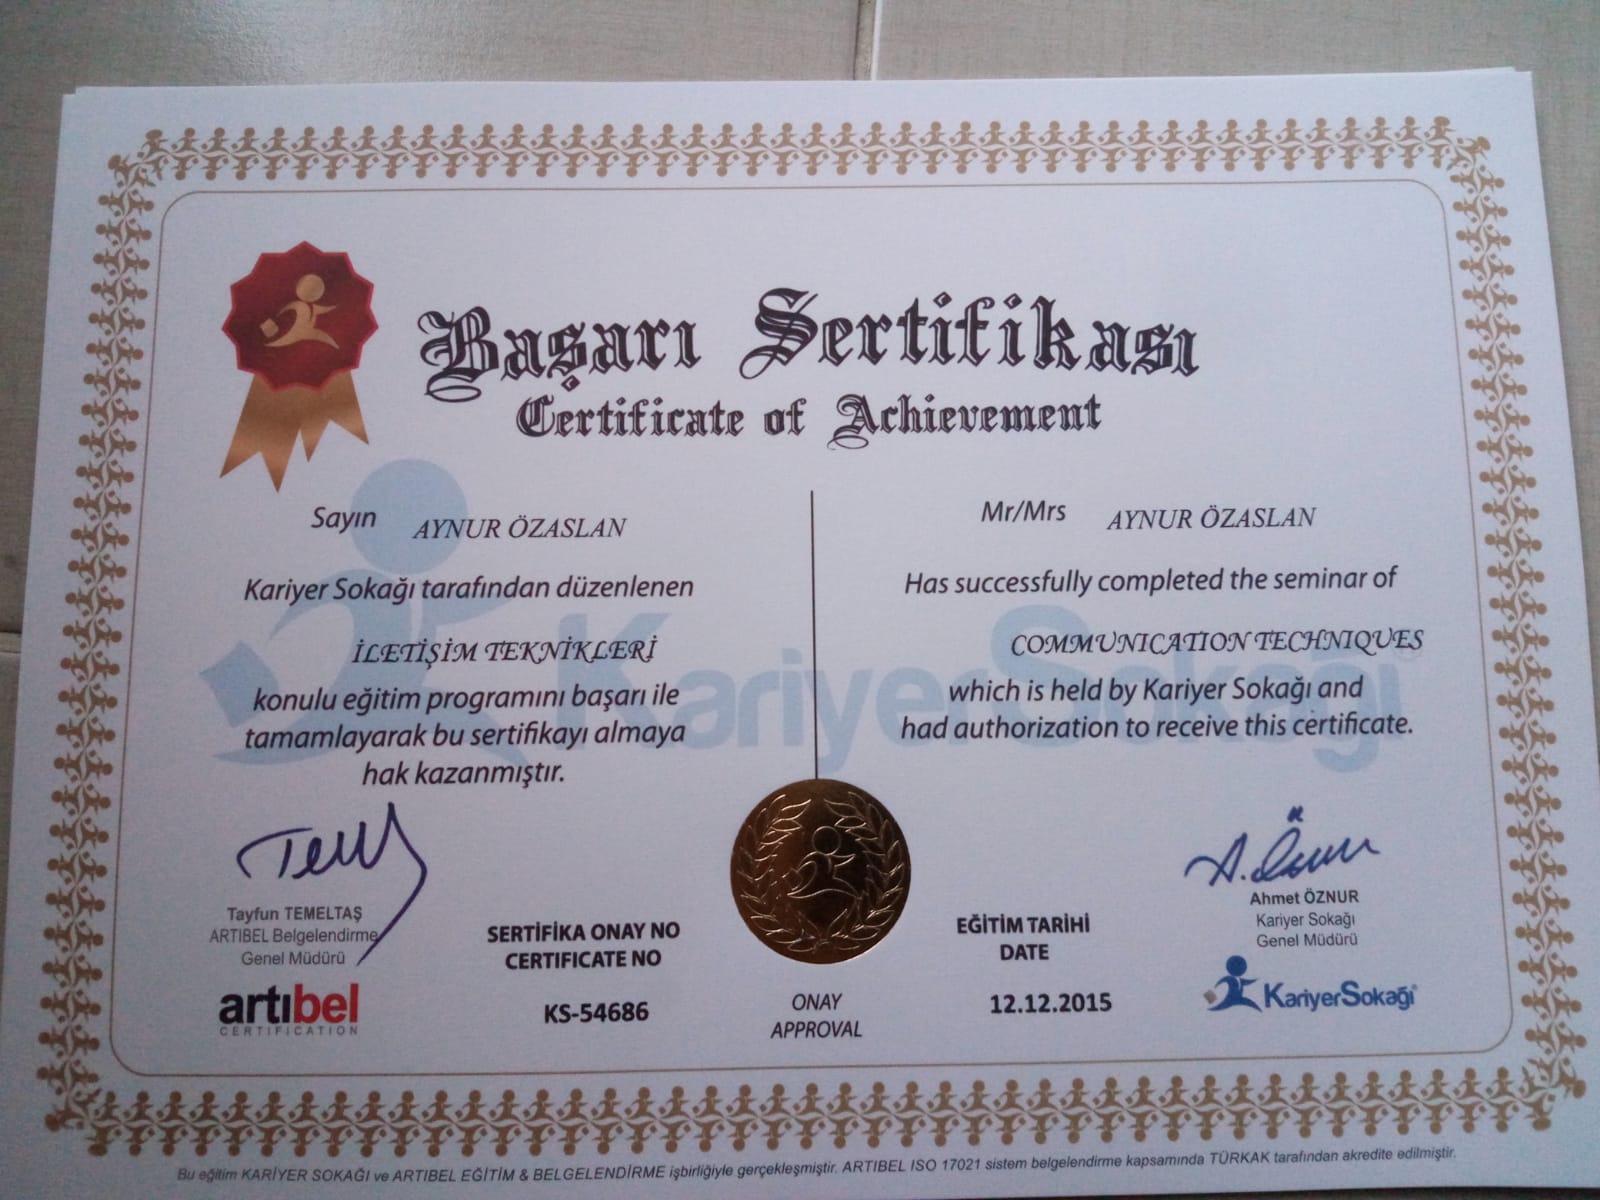 Başarı Sertifikası
Certificate of Achievement
Sayın AYNUR ÖZASLAN
Kariyer Sokağı tarafından düzenlenen
İLETİŞİM TEKNİKLERİ
konulu eğitim programını başarı ile
tamamlayarak bu sertifikayı almaya
hak kazanmıştır.
Mr/Mrs AYNUR ÖZASLAN
Has successfully completed the seminar of
COMMUNICATION TECHNIQUES
which is held by Kariyer Sokağı and
had authorization to receive this certificate.
KariyerSokağı
Tayfun TEMELTAŞ
ARTIBEL Belgelendirme
Genel Müdürü
artıbel
CERTIFICATION
SERTİFİKA ONAY NO
CERTIFICATE NO
KS-54686
ONAY
APPROVAL
EĞİTİM TARİHİ
DATE
12.12.2015
A. Öznur
Ahmet ÖZNUR
Kariyer Sokağı
Genel Müdürü
KariyerSokağı
Bu eğitim KARİYER SOKAĞI ve ARTIBEL EĞİTİM & BELGELENDİRME işbirliğiyle gerçekleşmiştir. ARTIBEL ISO 17021 sistem belgelendirme kapsamında TÜRKAK tarafından akredite edilmiştir.